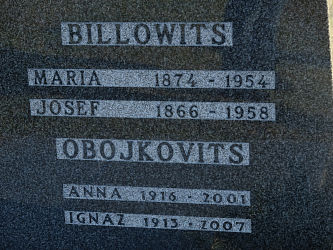 BILLOWITS
MARIA 1874 - 1954
JOSEF 1866 - 1958
OBOJKOVITS
ANNA 1916 - 2001
IGNAZ 1913 - 2007